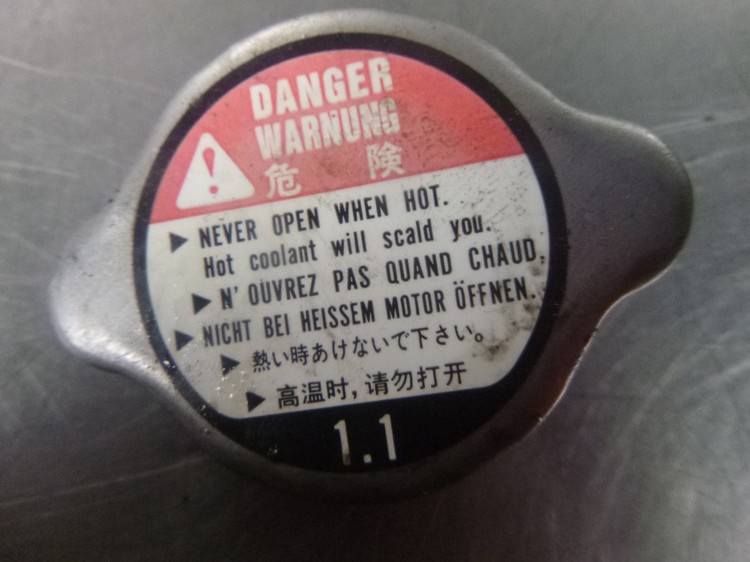 DANGER
WARNUNG
危 険
▶ NEVER OPEN WHEN HOT.
Hot coolant will scald you.
▶ N' OUVREZ PAS QUAND CHAUD.
▶ NICHT BEI HEISSEM MOTOR ÖFFNEN.
▶ 熱い時あけないで下さい。
▶ 高温时,请勿打开
1.1